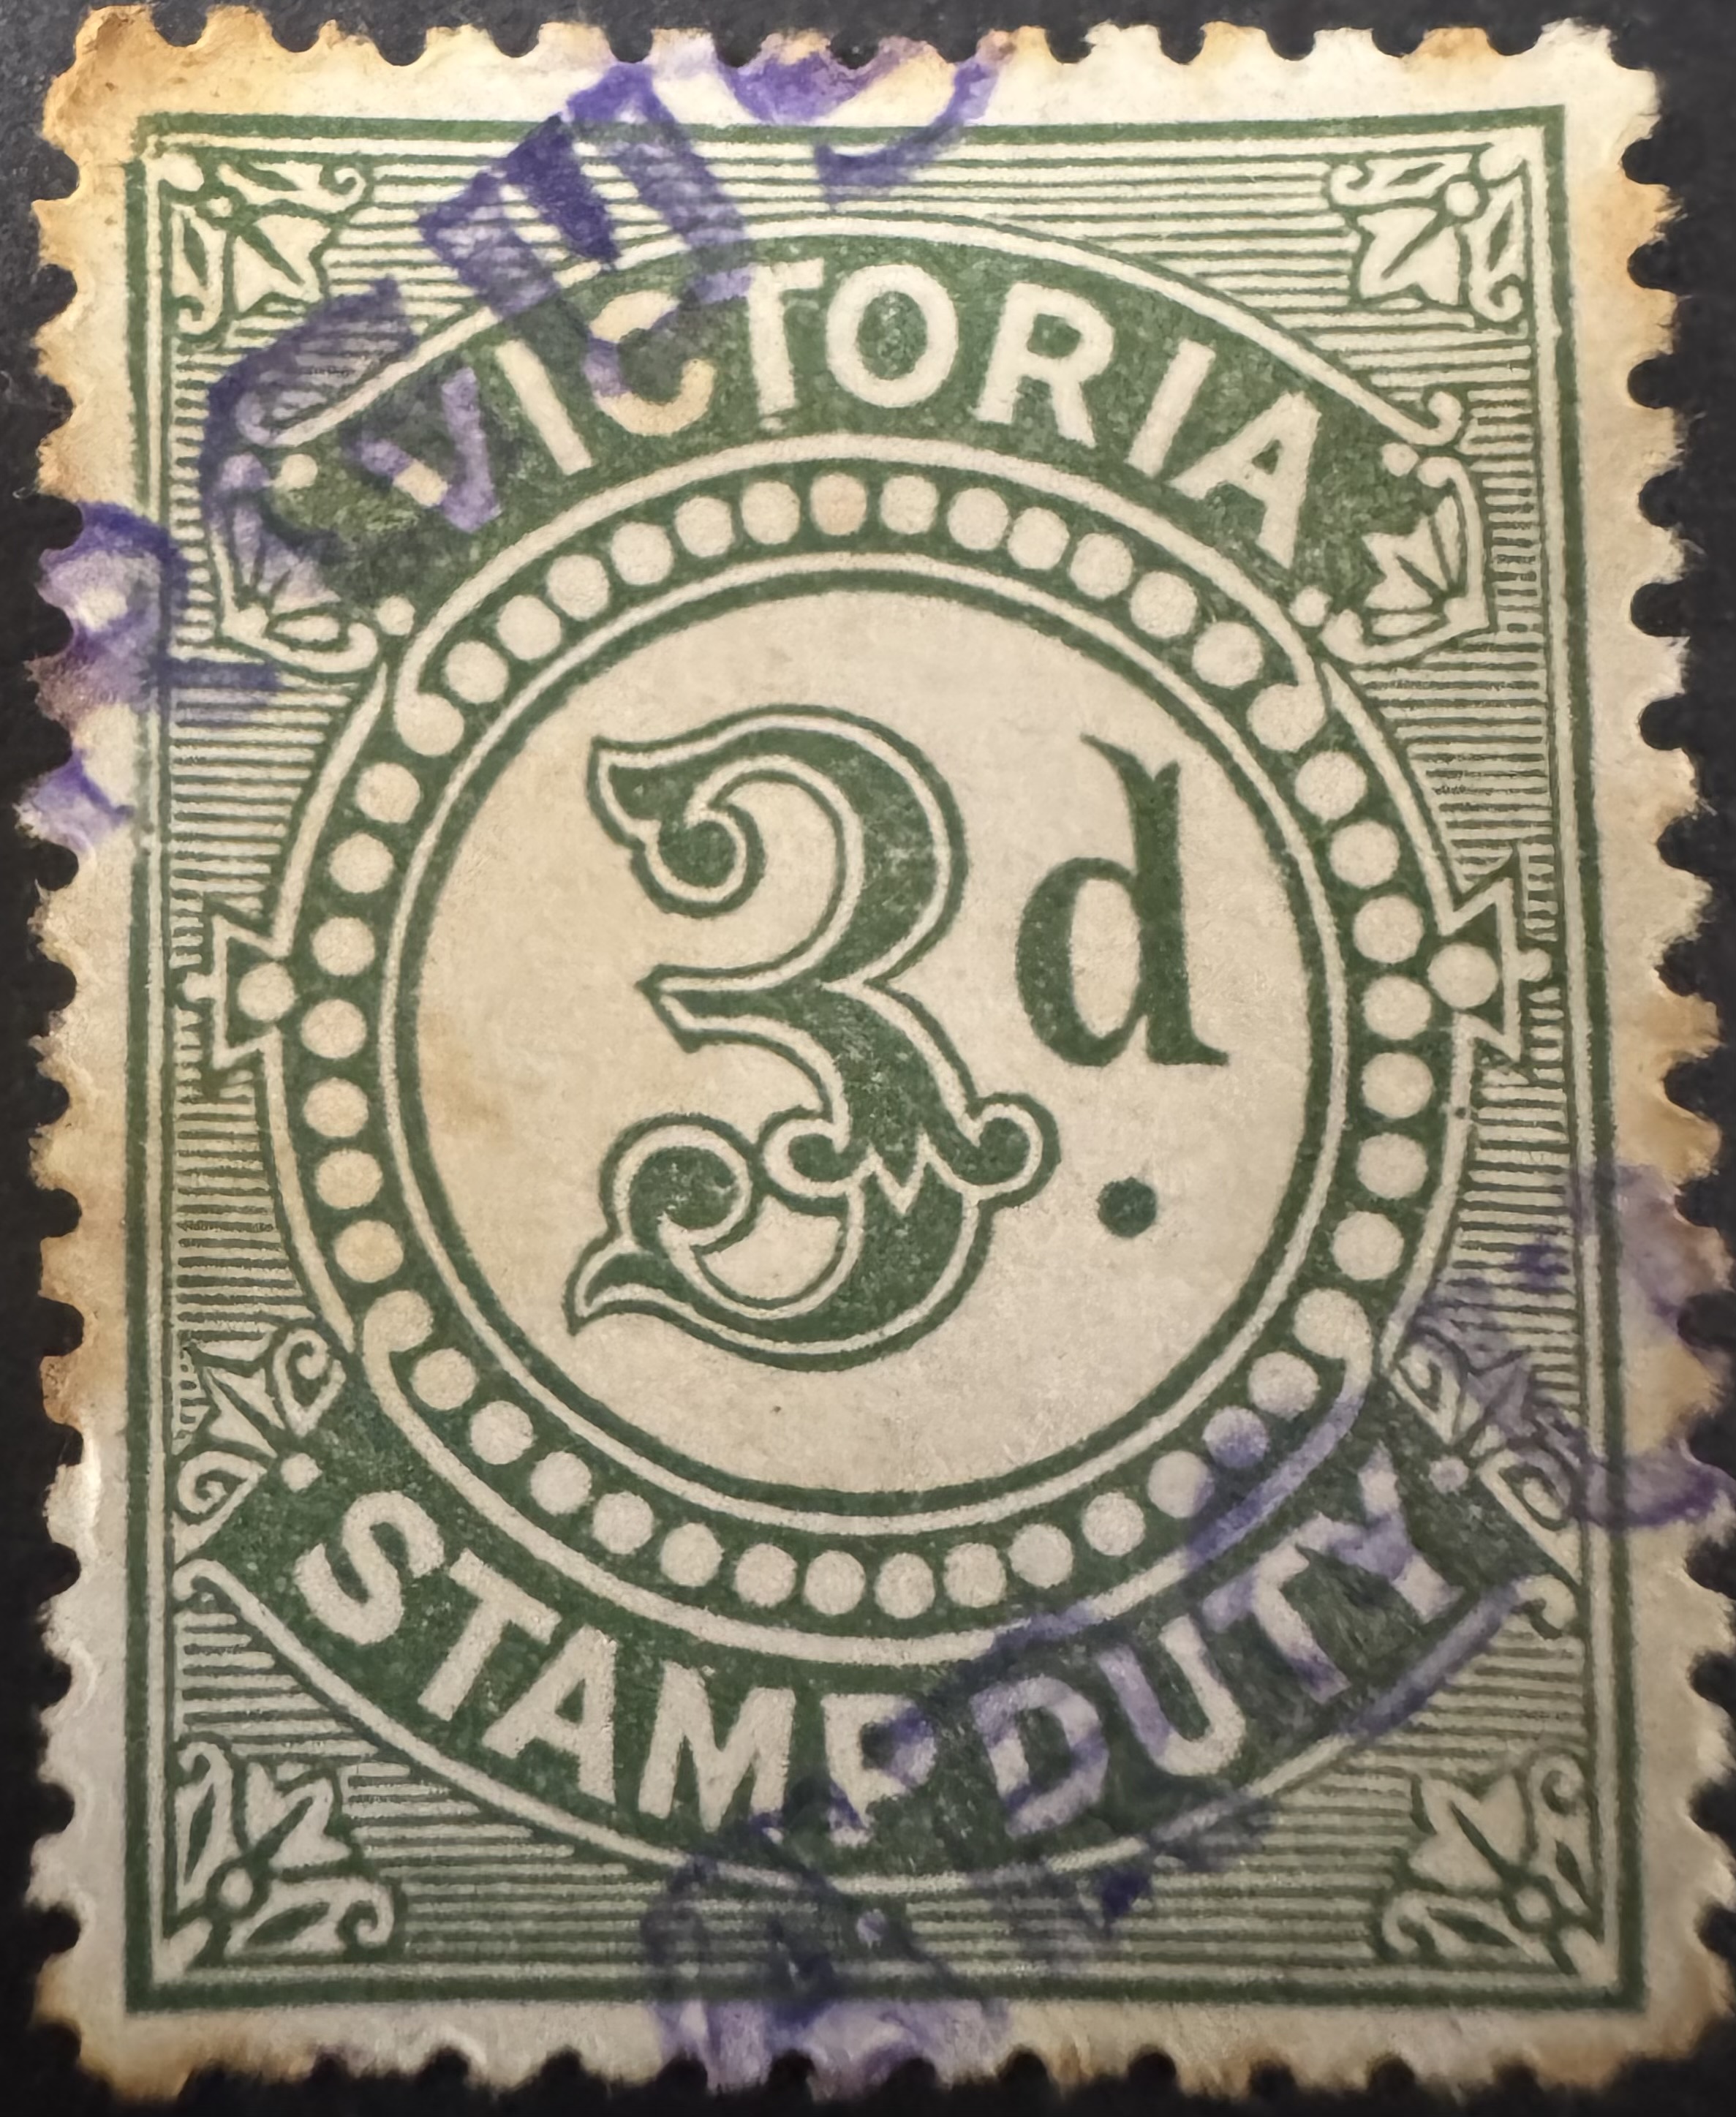 VICTORIA
3d.
STAMP DUTY